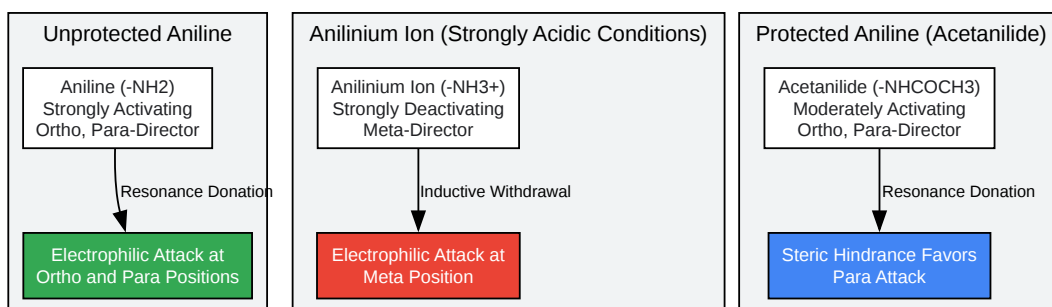 Unprotected Aniline
Aniline (-NH2)
Strongly Activating
Ortho, Para-Director
Resonance Donation
Electrophilic Attack at
Ortho and Para Positions
Anilinium Ion (Strongly Acidic Conditions)
Anilinium Ion (-NH3+)
Strongly Deactivating
Meta-Director
Inductive Withdrawal
Electrophilic Attack at
Meta Position
Protected Aniline (Acetanilide)
Acetanilide (-NHCOCH3)
Moderately Activating
Ortho, Para-Director
Resonance Donation
Steric Hindrance Favors
Para Attack